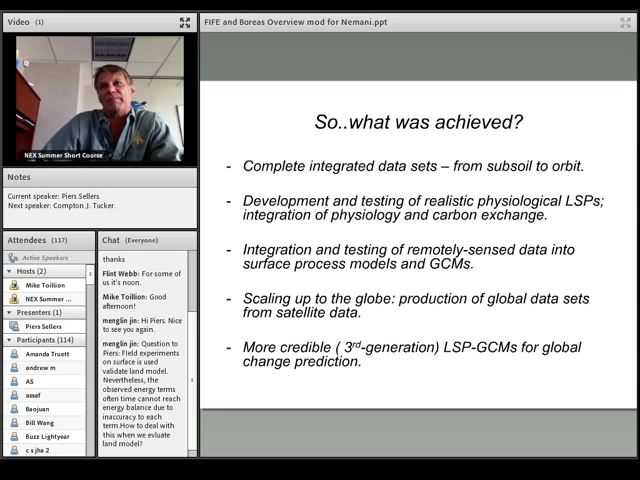 Video (1)
NEX Summer Short Course
Notes
Current speaker: Piers Sellers.
Next speaker: Compton J. Tucker.
Attendees (117)
Active Speakers
Hosts (2)
Mike Toillion
NEX Summer ...
Presenters (1)
Piers Sellers
Participants (114)
Amanda Truett
andrew m
AS
assaf
Baojuan
Bill Wang
Buzz Lightyear
c s jha 2
Chat (Everyone)
thanks
Flint Webb: For some
of us it's noon.
Mike Toillion: Good
afternoon!
menglin jin: Hi Piers. Nice
to see you again.
menglin jin: Question to
Piers: FIeld experiments
on surface is used
validate land model.
Nevertheless, the
observed energy terms
often time cannot reach
energy balance due to
inaccuracy to each
term.How to deal with
this when we evluate
land model?
FIFE and Boreas Overview mod for Nemani.ppt
So..what was achieved?
- Complete integrated data sets – from subsoil to orbit.
- Development and testing of realistic physiological LSPs;
integration of physiology and carbon exchange.
- Integration and testing of remotely-sensed data into
surface process models and GCMs.
- Scaling up to the globe: production of global data sets
from satellite data.
- More credible ( 3rd-generation) LSP-GCMs for global
change prediction.